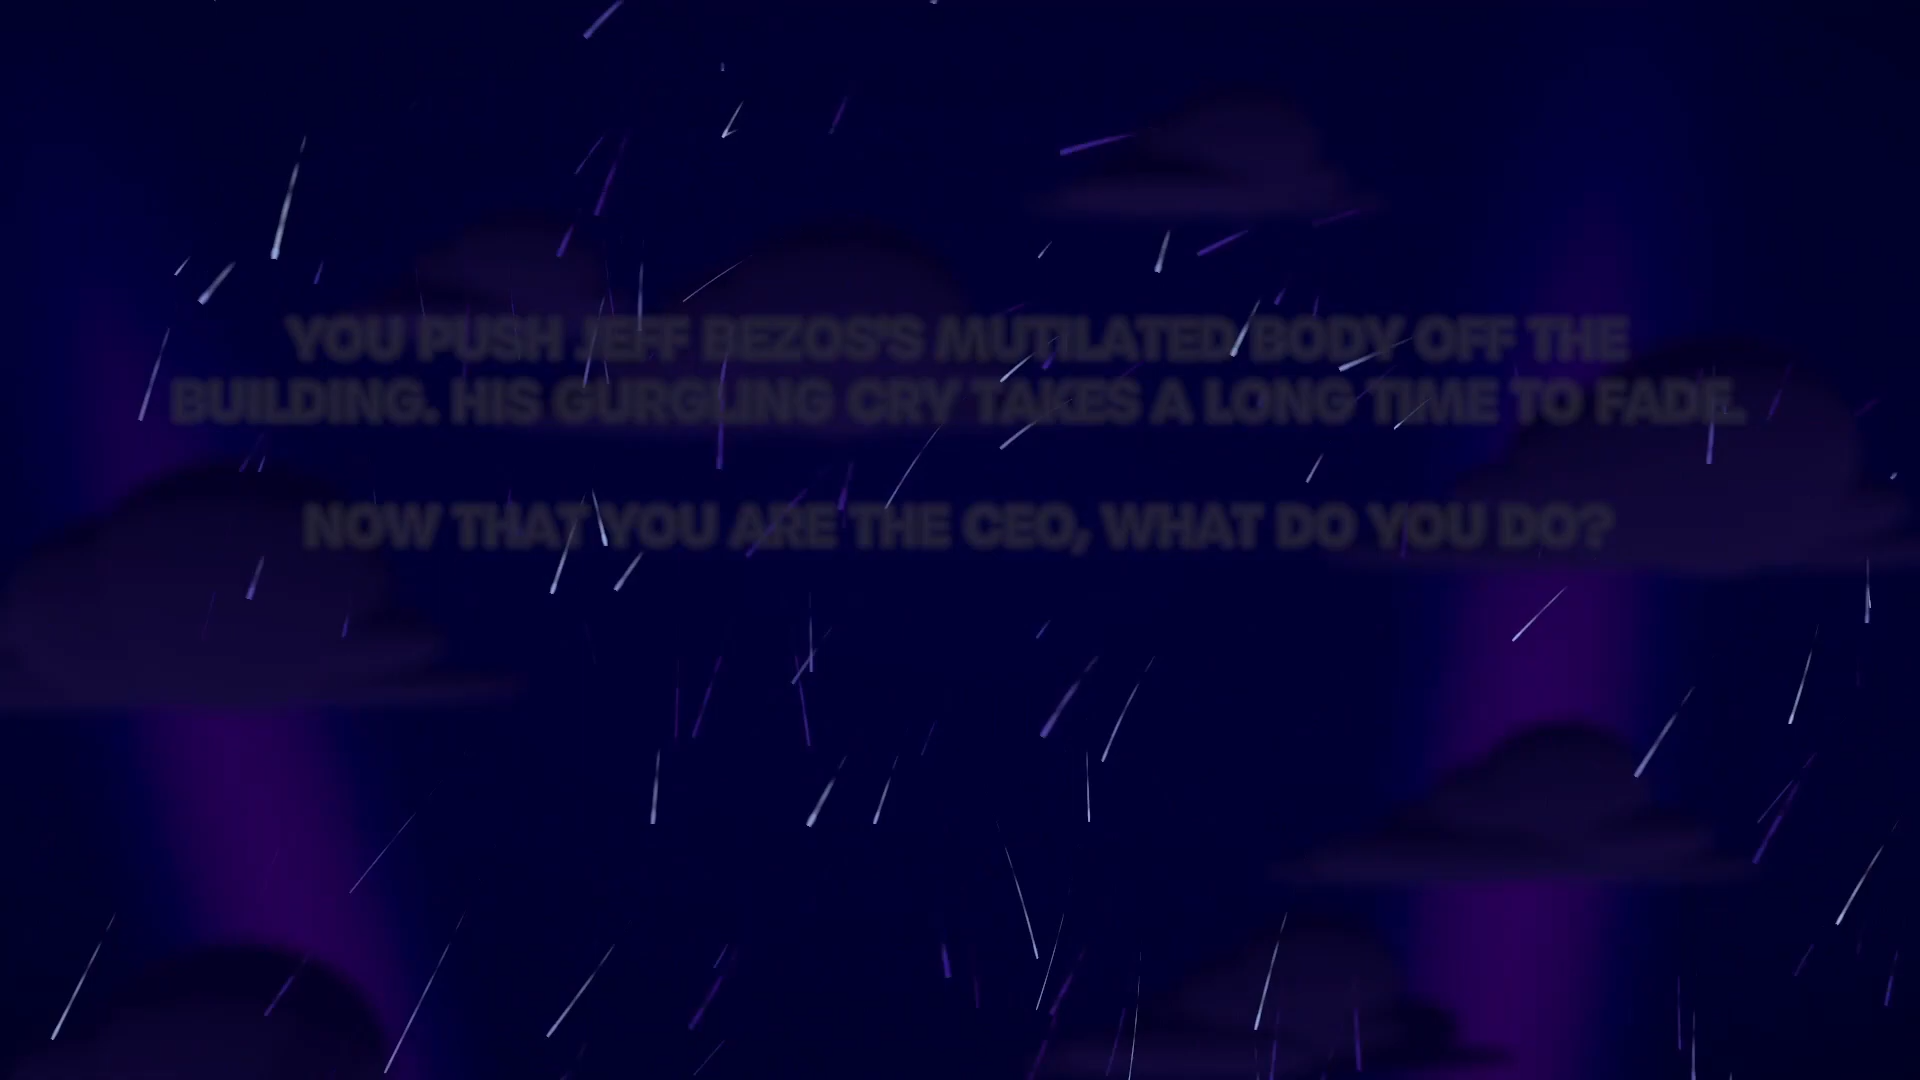 YOU PUSH JEFF BEZOS'S MUTILATED BODY OFF THE
BUILDING. HIS GURGLING CRY TAKES A LONG TIME TO FADE.
NOW THAT YOU ARE THE CEO, WHAT DO YOU DO?